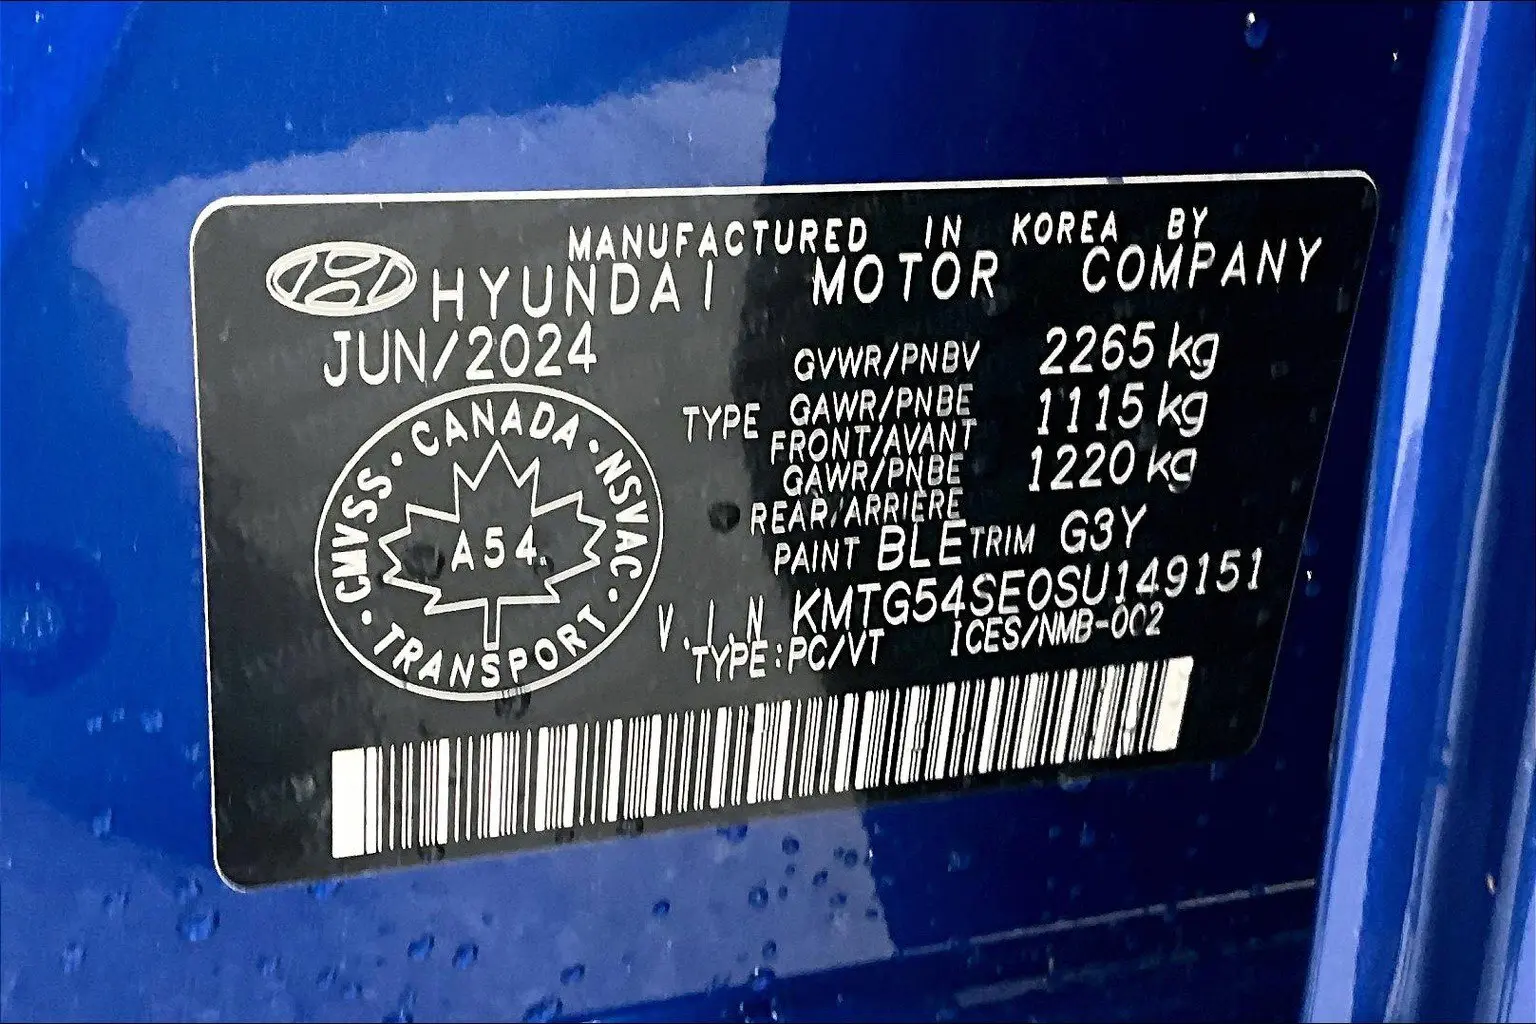 MANUFACTURED IN KOREA BY
HYUNDAI MOTOR COMPANY
JUN/2024
GVWR/PNBV 2265 kg
TYPE GAWR/PNBE FRONT/AVANT 1115 kg
GAWR/PNBE REAR/ARRIÈRE 1220 kg
PAINT BLE TRIM G3Y
V.I.N KMTG54SE0SU149151
TYPE:PC/VT ICES/NMB-002
CMVSS · CANADA · NSVAC · TRANSPORT ·
A54.